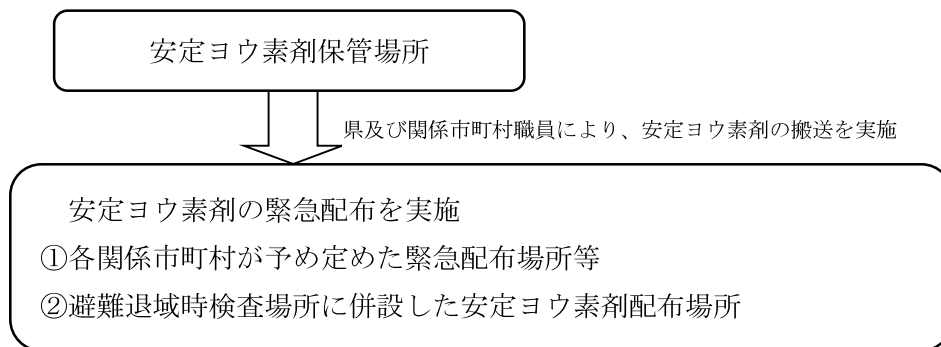 安定ヨウ素剤保管場所
県及び関係市町村職員により、安定ヨウ素剤の搬送を実施
安定ヨウ素剤の緊急配布を実施
①各関係市町村が予め定めた緊急配布場所等
②避難退域時検査場所に併設した安定ヨウ素剤配布場所